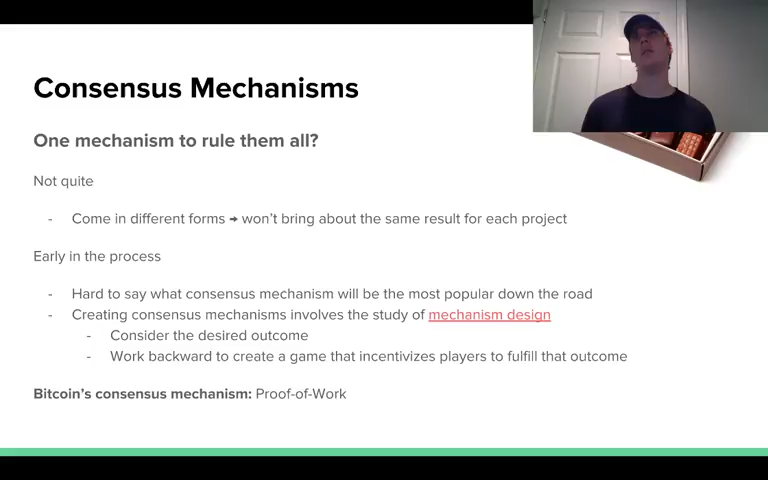 Consensus Mechanisms
One mechanism to rule them all?
Not quite
- Come in different forms → won't bring about the same result for each project
Early in the process
- Hard to say what consensus mechanism will be the most popular down the road
- Creating consensus mechanisms involves the study of mechanism design
- Consider the desired outcome
- Work backward to create a game that incentivizes players to fulfill that outcome
Bitcoin's consensus mechanism: Proof-of-Work